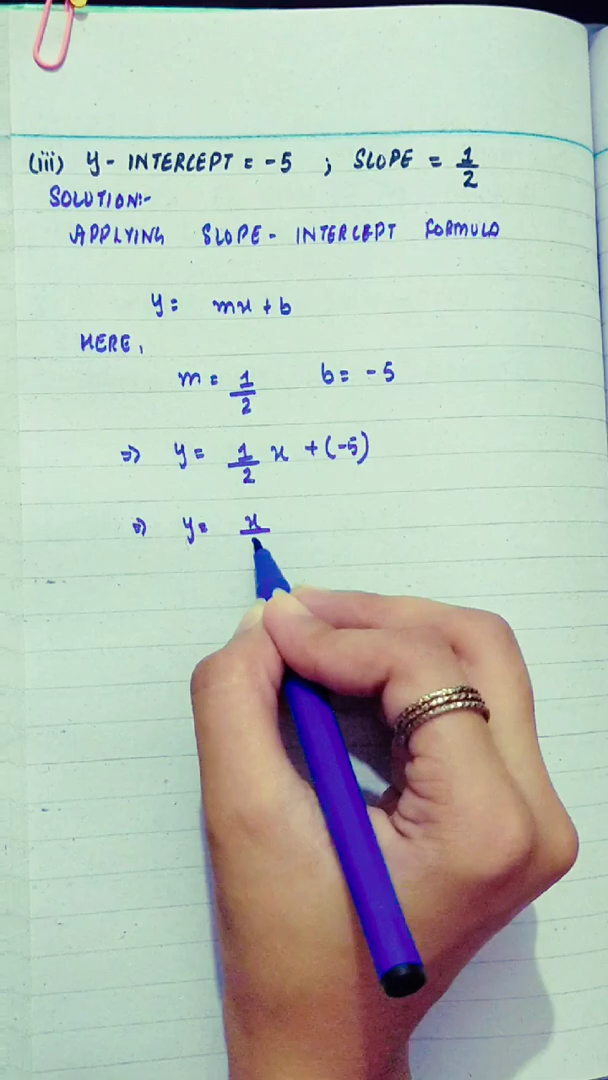 (iii) y - INTERCEPT = -5 ; SLOPE = 1/2
SOLUTION:-
APPLYING SLOPE - INTERCEPT FORMULA
y = mx + b
HERE,
m = 1/2 b = -5
⇒ y = 1/2 x + (-5)
⇒ y = x/